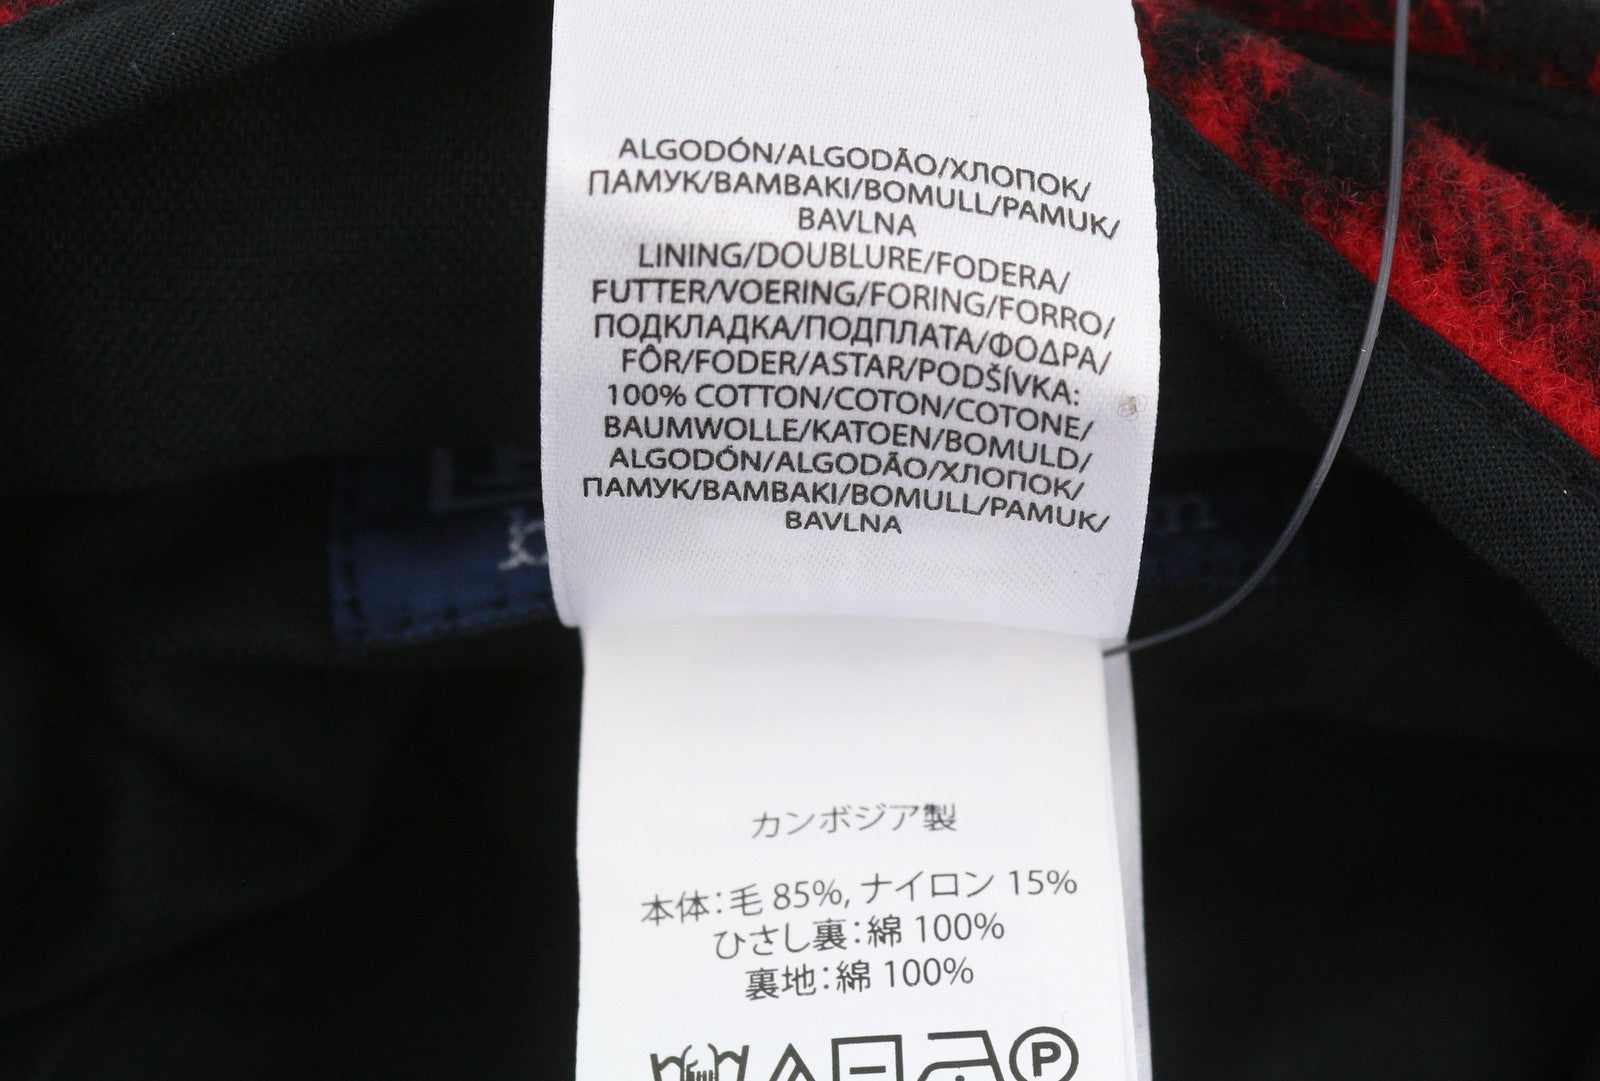 ALGODÓN/ALGODÃO/ХЛОПОК/
ПАМУК/ΒΑΜΒΑΚΙ/BOMULL/PAMUK/
BAVLNA
LINING/DOUBLURE/FODERA/
FUTTER/VOERING/FORING/FORRO/
ПОДКЛАДКА/ПОДПЛАТА/ΦΟΔΡΑ/
FÔR/FODER/ASTAR/PODŠÍVKA:
100% COTTON/COTON/COTONE/
BAUMWOLLE/KATOEN/BOMULD/
ALGODÓN/ALGODÃO/ХЛОПОК/
ПАМУК/ΒΑΜΒΑΚΙ/BOMULL/PAMUK/
BAVLNA
カンボジア製
本体:毛 85%, ナイロン 15%
ひさし裏:綿 100%
裏地:綿 100%
P